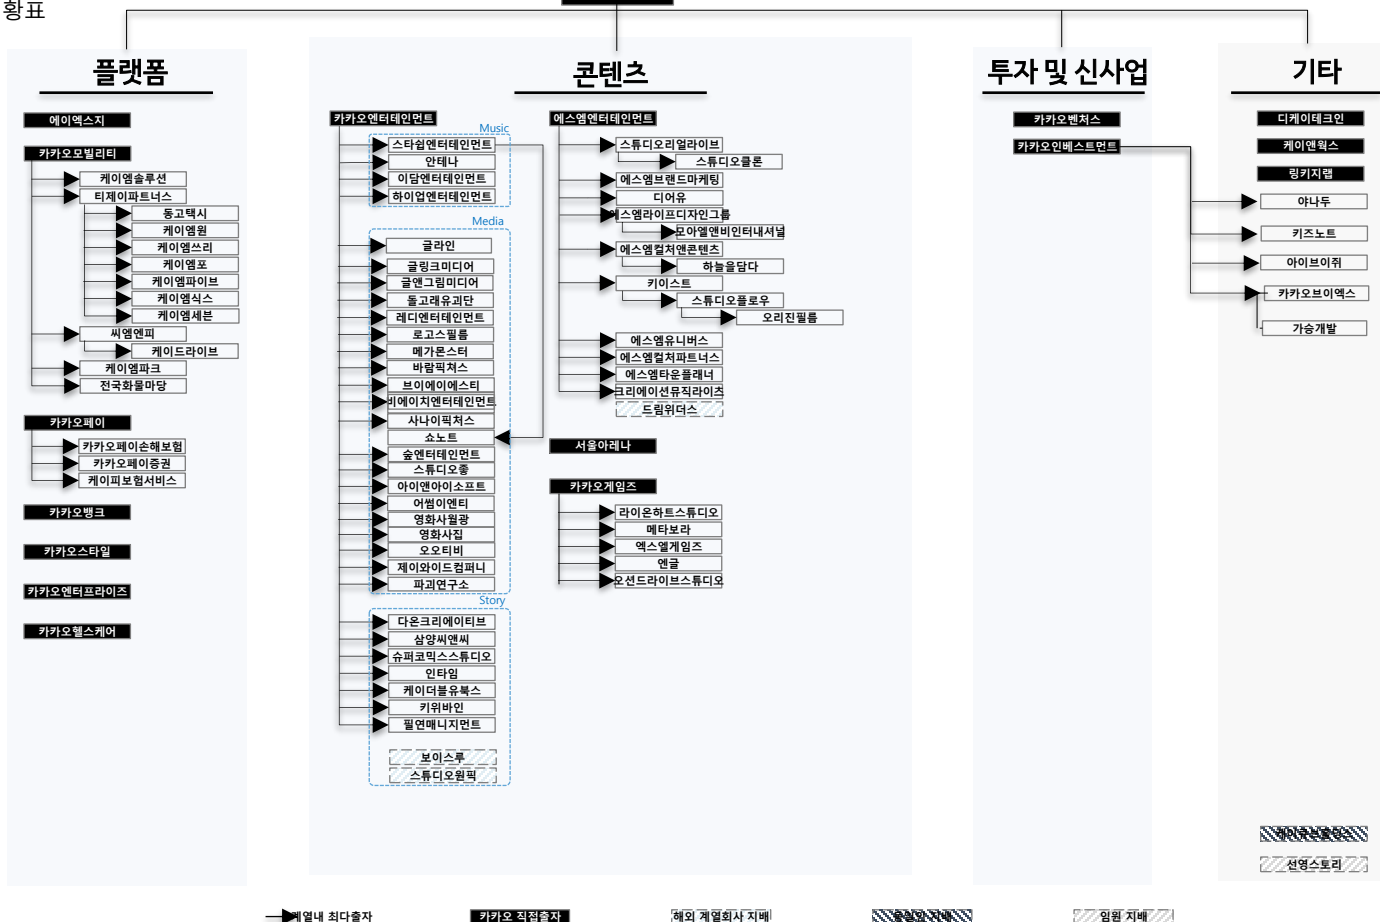 황표
플랫폼
에이엑스지
카카오모빌리티
케이엠솔루션
티제이파트너스
동고택시
케이엠원
케이엠쓰리
케이엠포
케이엠파이브
케이엠식스
케이엠세븐
씨엠엔피
케이드라이브
케이엠파크
전국화물마당
카카오페이
카카오페이손해보험
카카오페이증권
케이피보험서비스
카카오뱅크
카카오스타일
카카오엔터프라이즈
카카오헬스케어
콘텐츠
카카오엔터테인먼트
Music
스타쉽엔터테인먼트
안테나
이담엔터테인먼트
하이업엔터테인먼트
Media
글라인
글링크미디어
글앤그림미디어
돌고래유괴단
레디엔터테인먼트
로고스필름
메가몬스터
바람픽쳐스
브이에이에스티
비에이치엔터테인먼트
사나이픽처스
쇼노트
숲엔터테인먼트
스튜디오좋
아이앤아이소프트
어썸이엔티
영화사월광
영화사집
오오티비
제이와이드컴퍼니
파괴연구소
Story
다온크리에이티브
삼양씨앤씨
슈퍼코믹스스튜디오
인타임
케이더블유북스
키위바인
필연매니지먼트
보이스루
스튜디오원픽
에스엠엔터테인먼트
스튜디오리얼라이브
스튜디오클론
에스엠브랜드마케팅
디어유
에스엠라이프디자인그룹
모아엘앤비인터내셔널
에스엠컬처앤콘텐츠
하늘을담다
키이스트
스튜디오플로우
오리진필름
에스엠유니버스
에스엠컬처파트너스
에스엠타운플래너
크리에이션뮤직라이츠
드림위더스
서울아레나
카카오게임즈
라이온하트스튜디오
메타보라
엑스엘게임즈
엔글
오션드라이브스튜디오
투자 및 신사업
카카오벤처스
카카오인베스트먼트
기타
디케이테크인
케이앤웍스
링키지랩
야나두
키즈노트
아이브이쥐
카카오브이엑스
가승개발
케이큐브홀딩스
선영스토리
계열내 최다출자
카카오 직접출자
해외 계열회사 지배
동일인 지배
임원 지배